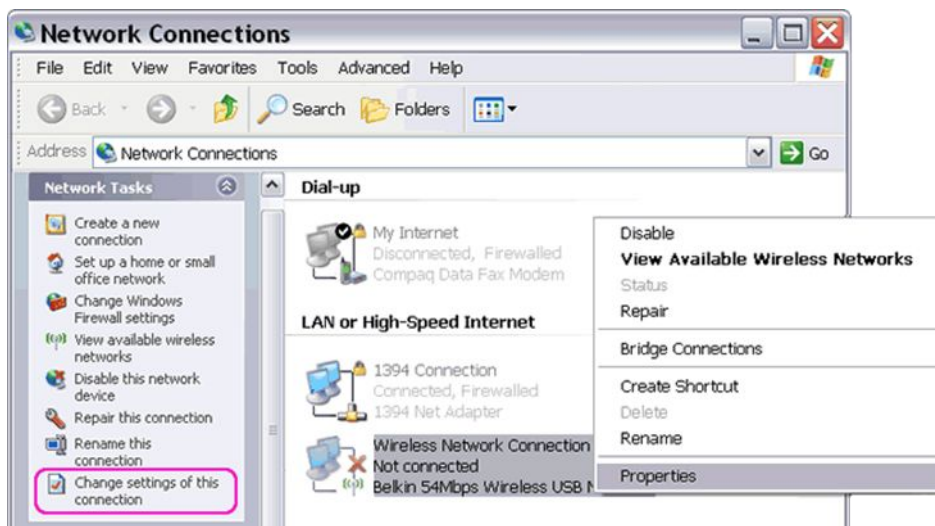 Network Connections
File Edit View Favorites Tools Advanced Help
Back Search Folders
Address Network Connections Go
Network Tasks
Create a new
connection
Set up a home or small
office network
Change Windows
Firewall settings
View available wireless
networks
Disable this network
device
Repair this connection
Rename this
connection
Change settings of this
connection
Dial-up
My Internet
Disconnected, Firewalled
Compaq Data Fax Modem
LAN or High-Speed Internet
1394 Connection
Connected, Firewalled
1394 Net Adapter
Wireless Network Connection
Not connected
Belkin 54Mbps Wireless USB
Disable
View Available Wireless Networks
Status
Repair
Bridge Connections
Create Shortcut
Delete
Rename
Properties